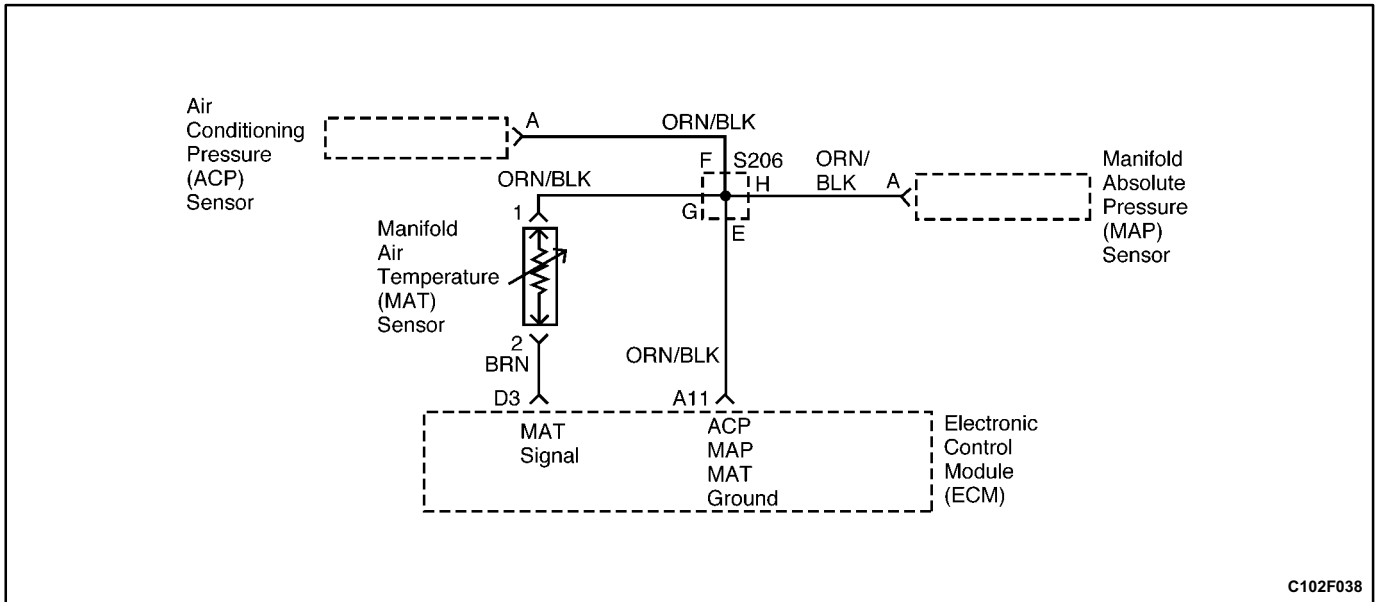 Air
Conditioning
Pressure
(ACP)
Sensor
A
ORN/BLK
F
S206
ORN/
BLK
H
A
Manifold
Absolute
Pressure
(MAP)
Sensor
ORN/BLK
G
E
1
Manifold
Air
Temperature
(MAT)
Sensor
2
BRN
ORN/BLK
D3
A11
MAT
Signal
ACP
MAP
MAT
Ground
Electronic
Control
Module
(ECM)
C102F038